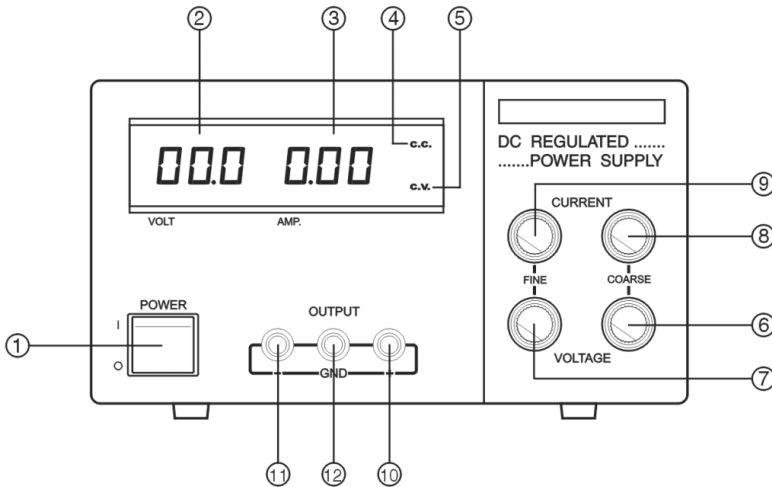 ② ③ ④ ⑤
00.0 0.00 c.c.
c.v.
VOLT AMP.
DC REGULATED .......
.......POWER SUPPLY
CURRENT ⑨
⑧
FINE COARSE
⑥
VOLTAGE
⑦
POWER
I
O
①
OUTPUT
- GND +
⑪ ⑫ ⑩